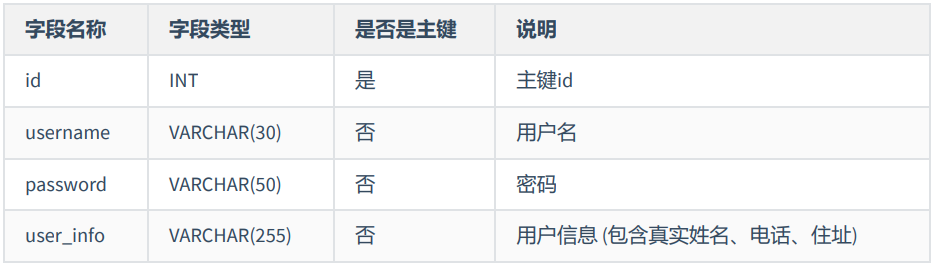 字段名称 字段类型 是否是主键 说明
id INT 是 主键id
username VARCHAR(30) 否 用户名
password VARCHAR(50) 否 密码
user_info VARCHAR(255) 否 用户信息 (包含真实姓名、电话、住址)